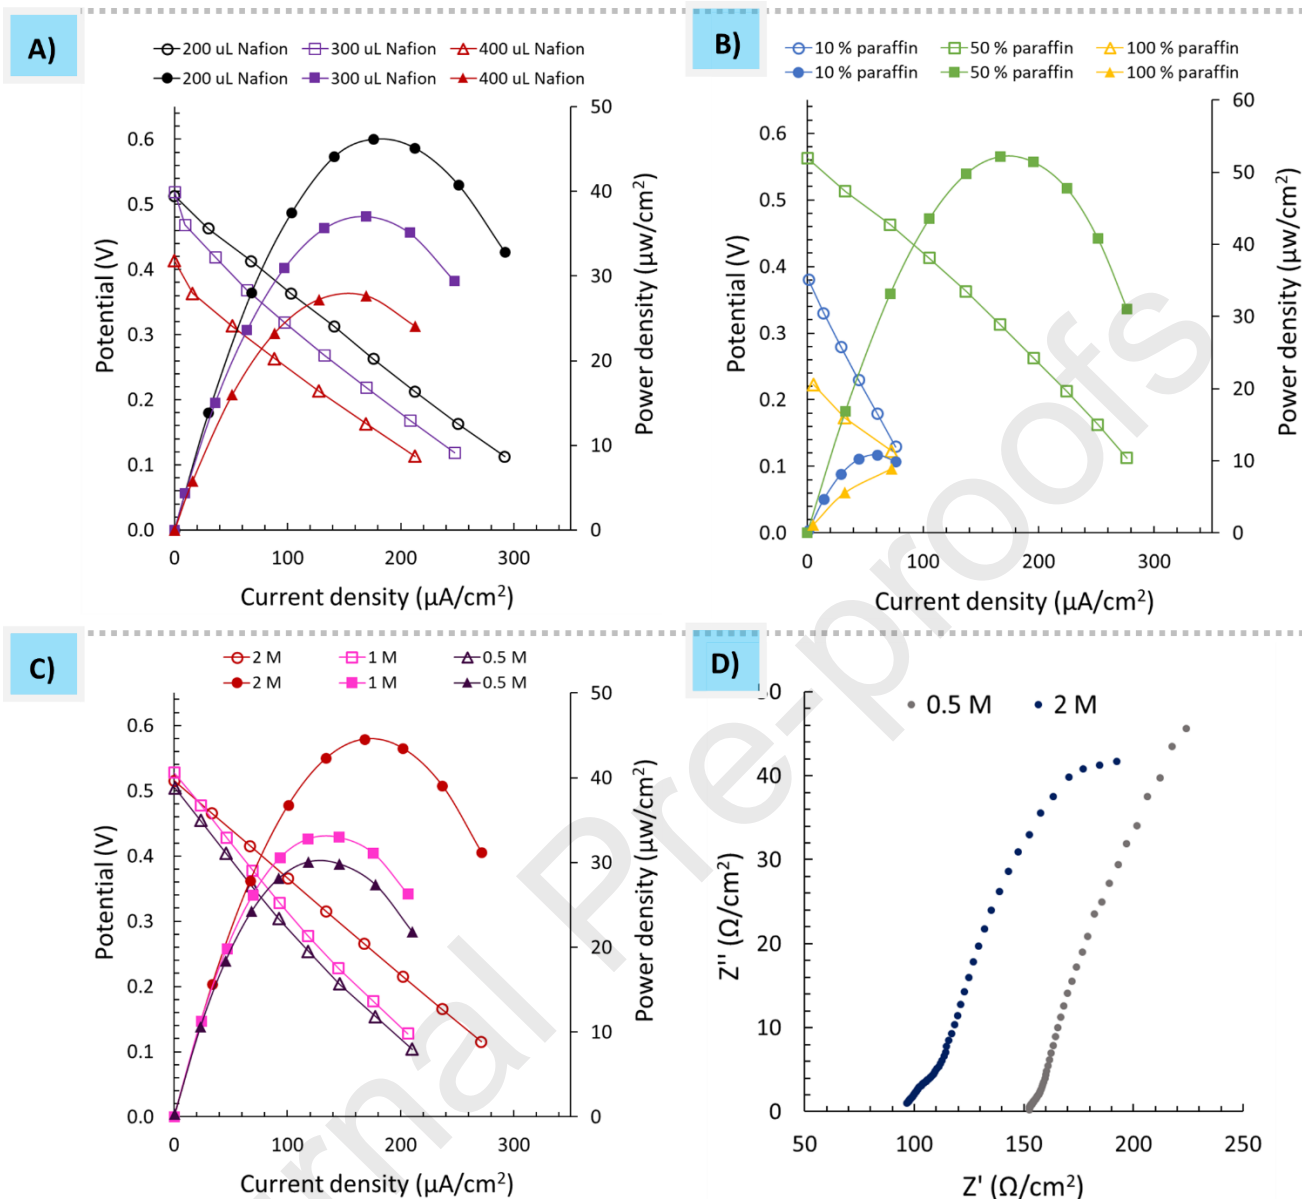 A)
200 uL Nafion 300 uL Nafion 400 uL Nafion
200 uL Nafion 300 uL Nafion 400 uL Nafion
0.6
0.5
0.4
0.3
0.2
0.1
0.0
Potential (V)
50
40
30
20
10
0
Power density (µw/cm²)
0 100 200 300
Current density (µA/cm²)
B)
10 % paraffin 50 % paraffin 100 % paraffin
10 % paraffin 50 % paraffin 100 % paraffin
0.6
0.5
0.4
0.3
0.2
0.1
0.0
Potential (V)
60
50
40
30
20
10
0
Power density (µw/cm²)
0 100 200 300
Current density (µA/cm²)
C)
2 M 1 M 0.5 M
2 M 1 M 0.5 M
0.6
0.5
0.4
0.3
0.2
0.1
0.0
Potential (V)
50
40
30
20
10
0
Power density (µw/cm²)
0 100 200 300
Current density (µA/cm²)
D)
0.5 M 2 M
50
40
30
20
10
0
Z'' (Ω/cm²)
50 100 150 200 250
Z' (Ω/cm²)
rnal Pre-proofs